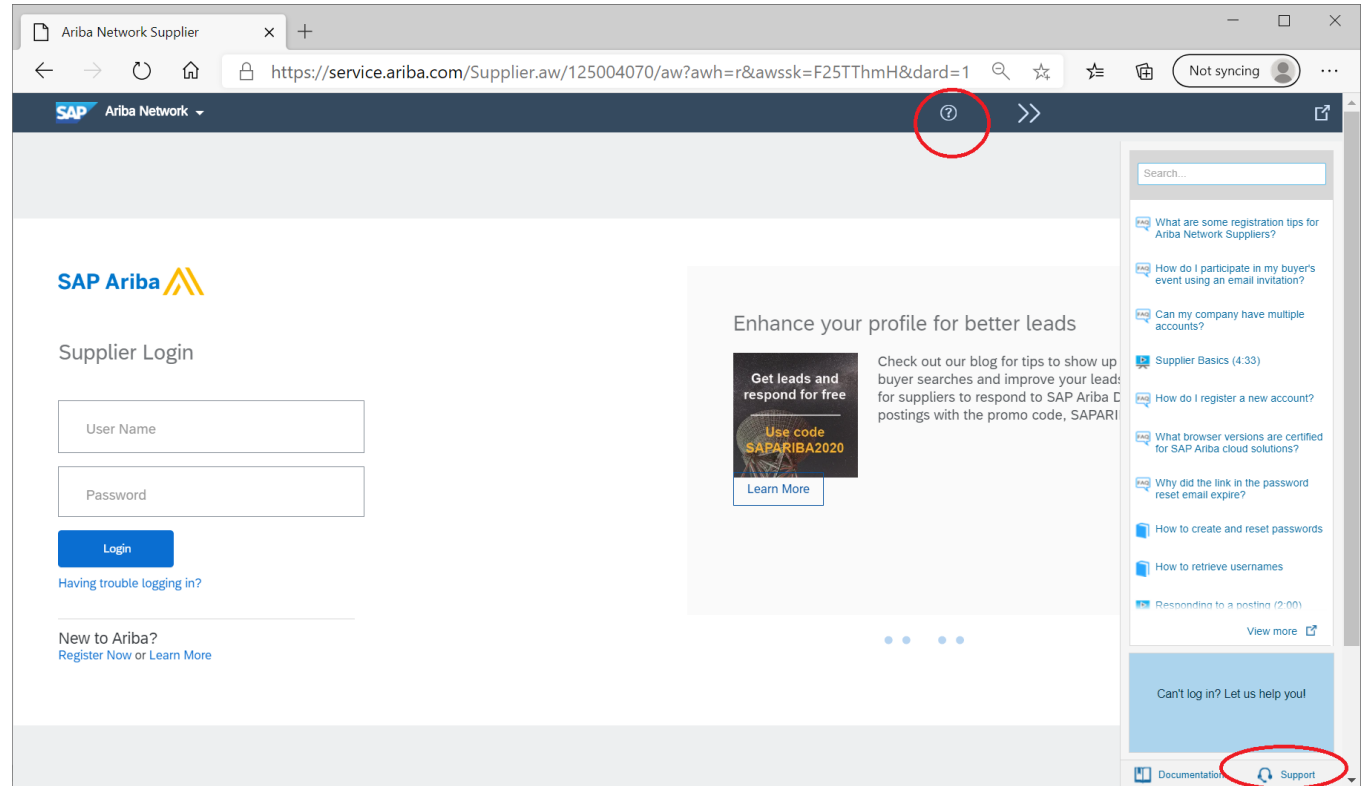 Ariba Network Supplier
https://service.ariba.com/Supplier.aw/125004070/aw?awh=r&awssk=F25TThmH&dard=1
Not syncing
SAP Ariba Network
SAP Ariba
Supplier Login
User Name
Password
Login
Having trouble logging in?
New to Ariba?
Register Now or Learn More
Enhance your profile for better leads
Get leads and
respond for free
Use code
SAPARIBA2020
Learn More
Check out our blog for tips to show up
buyer searches and improve your leads
for suppliers to respond to SAP Ariba D
postings with the promo code, SAPARI
Search...
FAQ What are some registration tips for
Ariba Network Suppliers?
FAQ How do I participate in my buyer's
event using an email invitation?
FAQ Can my company have multiple
accounts?
Supplier Basics (4:33)
FAQ How do I register a new account?
FAQ What browser versions are certified
for SAP Ariba cloud solutions?
FAQ Why did the link in the password
reset email expire?
How to create and reset passwords
How to retrieve usernames
Responding to a posting (2:00)
View more
Can't log in? Let us help you!
Documentation
Support